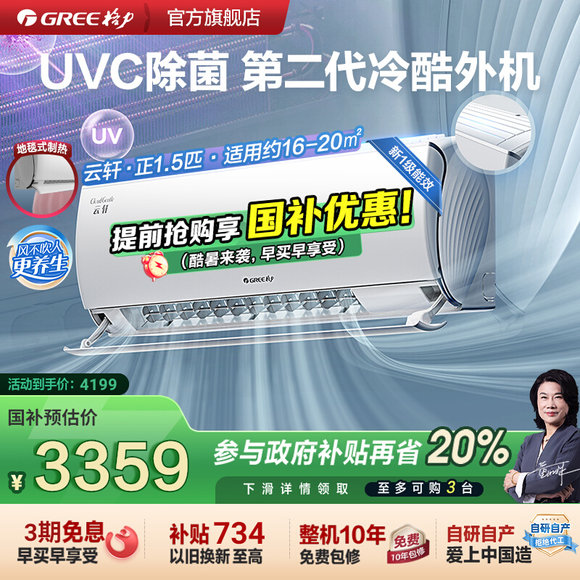 GREE格力 官方旗舰店
UVC除菌 第二代冷酷外机
UV
地毯式制热
云轩·正1.5匹·适用约16-20㎡
新1级能效
云轩
风不吹人
更养生
提前抢购享 国补优惠！
（酷暑来袭，早买早享受）
GREE格力
活动到手价：4199
国补预估价
¥3359
参与政府补贴再省20%
下滑详情领取 至多可购3台
3期免息
早买早享受
补贴734
以旧换新至高
整机10年
免费包修
免费
10年包修
自研自产
爱上中国造
自研自产
拒绝代工